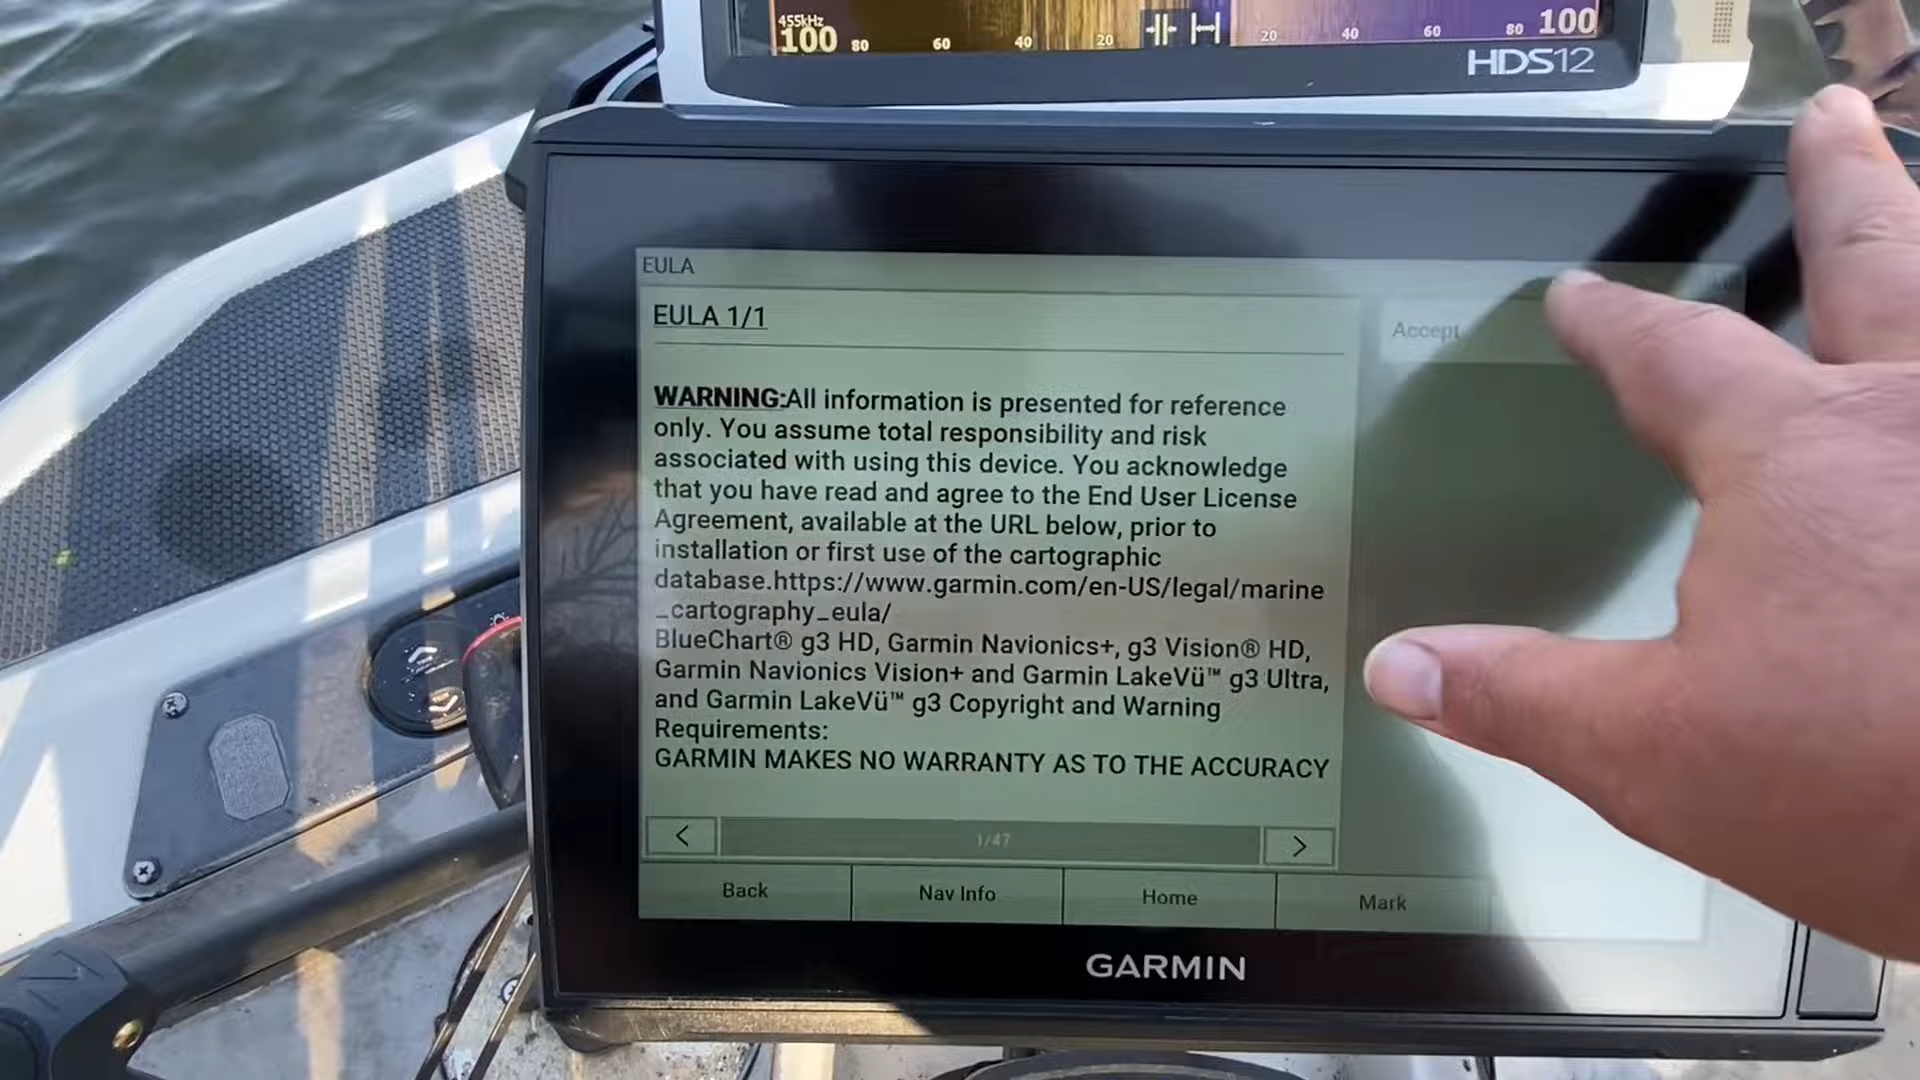 455kHz
100 80 60 40 20 20 40 60 80 100
HDS12
EULA
EULA 1/1
Accept
WARNING:All information is presented for reference
only. You assume total responsibility and risk
associated with using this device. You acknowledge
that you have read and agree to the End User License
Agreement, available at the URL below, prior to
installation or first use of the cartographic
database.https://www.garmin.com/en-US/legal/marine
_cartography_eula/
BlueChart® g3 HD, Garmin Navionics+, g3 Vision® HD,
Garmin Navionics Vision+ and Garmin LakeVü™ g3 Ultra,
and Garmin LakeVü™ g3 Copyright and Warning
Requirements:
GARMIN MAKES NO WARRANTY AS TO THE ACCURACY
< 1/47 >
Back Nav Info Home Mark
GARMIN